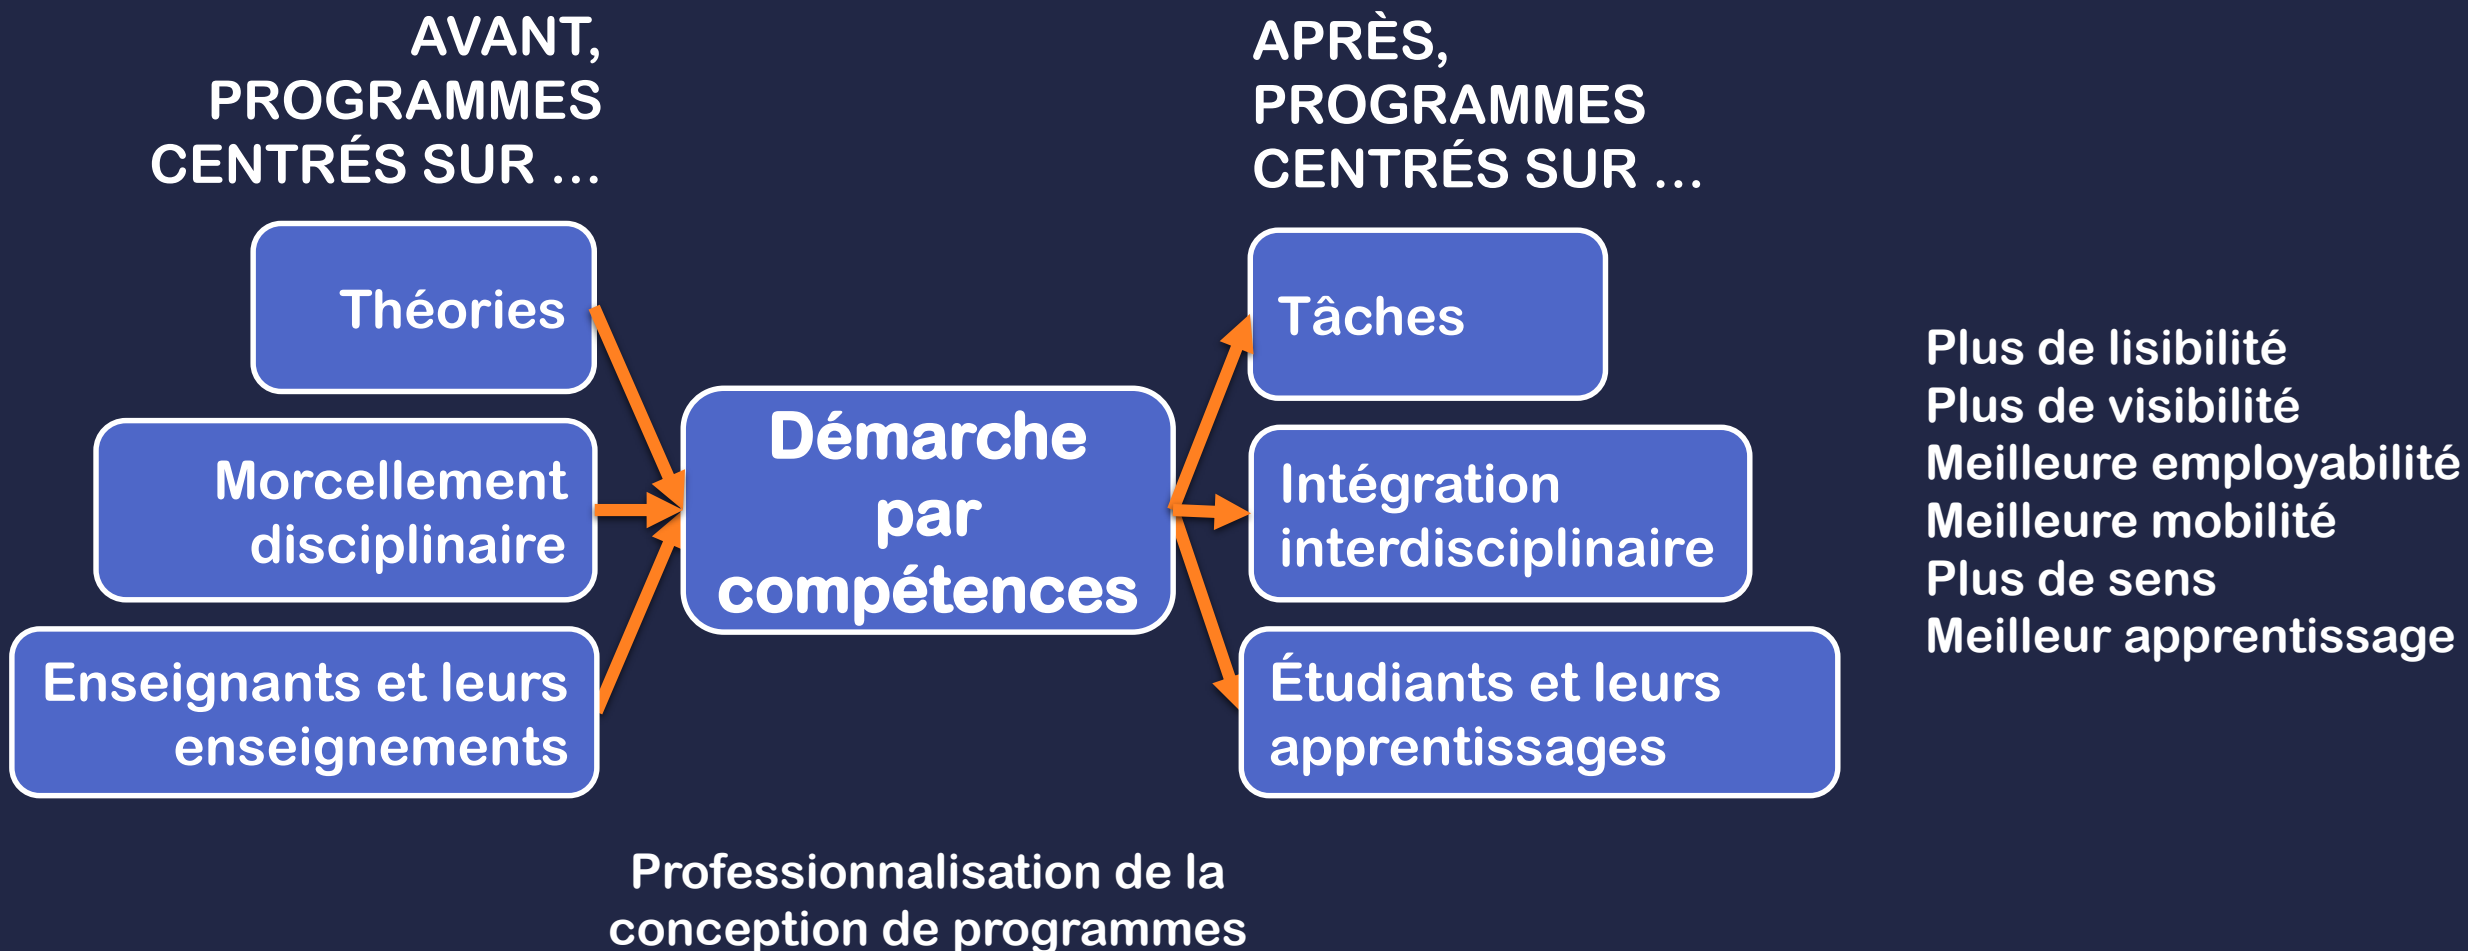 AVANT,
PROGRAMMES
CENTRÉS SUR …
Théories
Morcellement
disciplinaire
Enseignants et leurs
enseignements
Démarche
par
compétences
Professionnalisation de la
conception de programmes
APRÈS,
PROGRAMMES
CENTRÉS SUR …
Tâches
Intégration
interdisciplinaire
Étudiants et leurs
apprentissages
Plus de lisibilité
Plus de visibilité
Meilleure employabilité
Meilleure mobilité
Plus de sens
Meilleur apprentissage